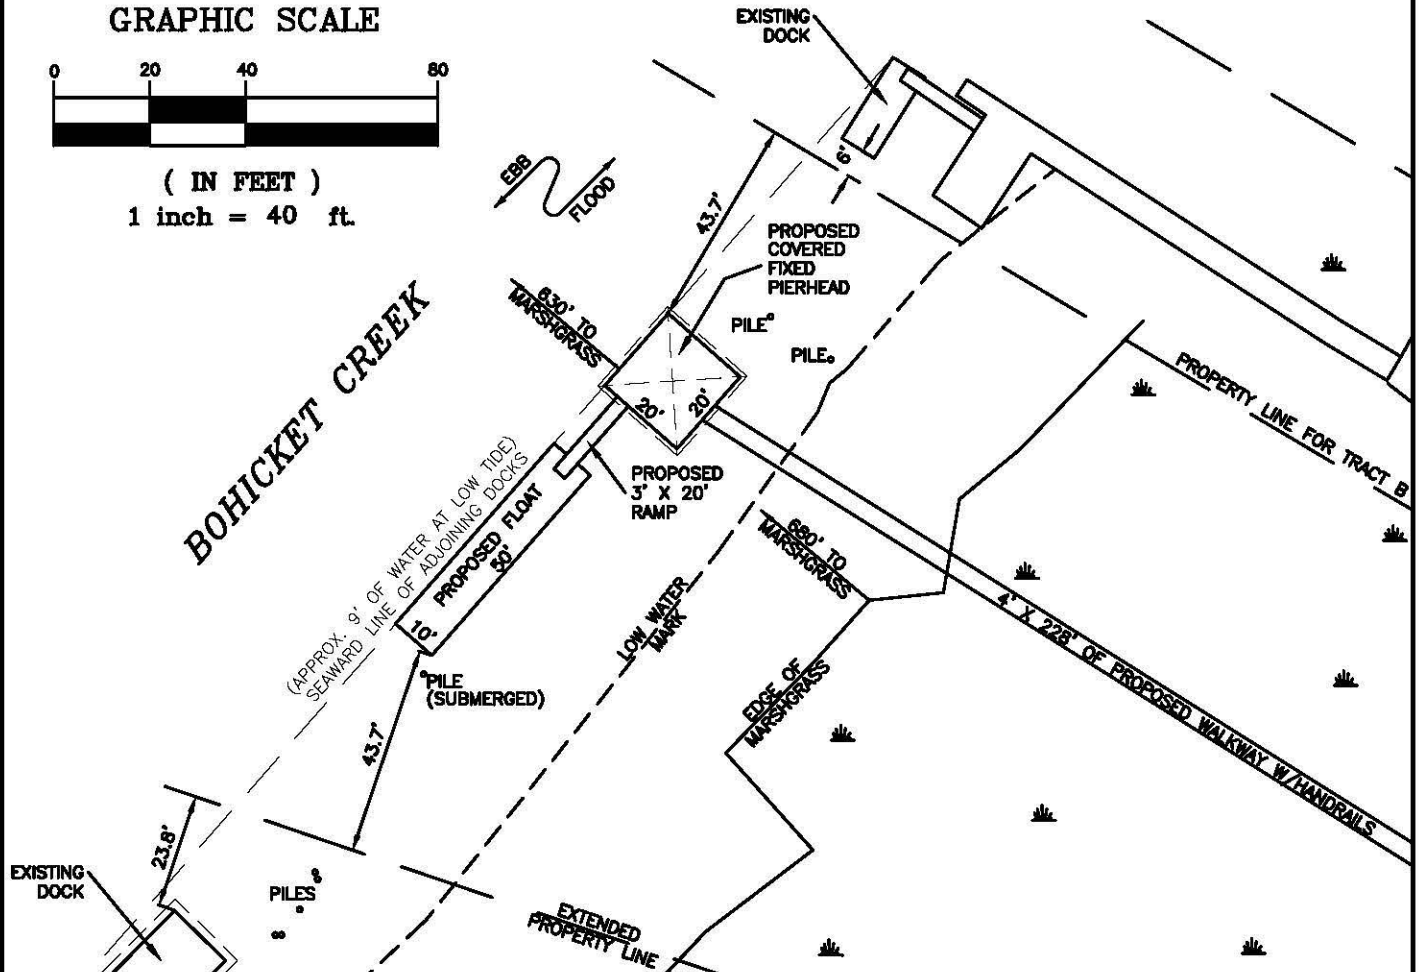 GRAPHIC SCALE
0 20 40 80
( IN FEET )
1 inch = 40 ft.
EBB
FLOOD
EXISTING
DOCK
6'
43.7'
PROPOSED
COVERED
FIXED
PIERHEAD
630' TO
MARSHGRASS
PILE
PILE
20' 20'
BOHICKET CREEK
PROPERTY LINE FOR TRACT B
PROPOSED
3' X 20'
RAMP
(APPROX. 9' OF WATER AT LOW TIDE)
SEAWARD LINE OF ADJOINING DOCKS
PROPOSED FLOAT
50'
10'
680' TO
MARSHGRASS
LOW WATER
MARK
4' X 228' OF PROPOSED WALKWAY W/HANDRAILS
EDGE OF
MARSHGRASS
PILE
(SUBMERGED)
43.7'
23.8'
EXISTING
DOCK
PILES
EXTENDED
PROPERTY LINE